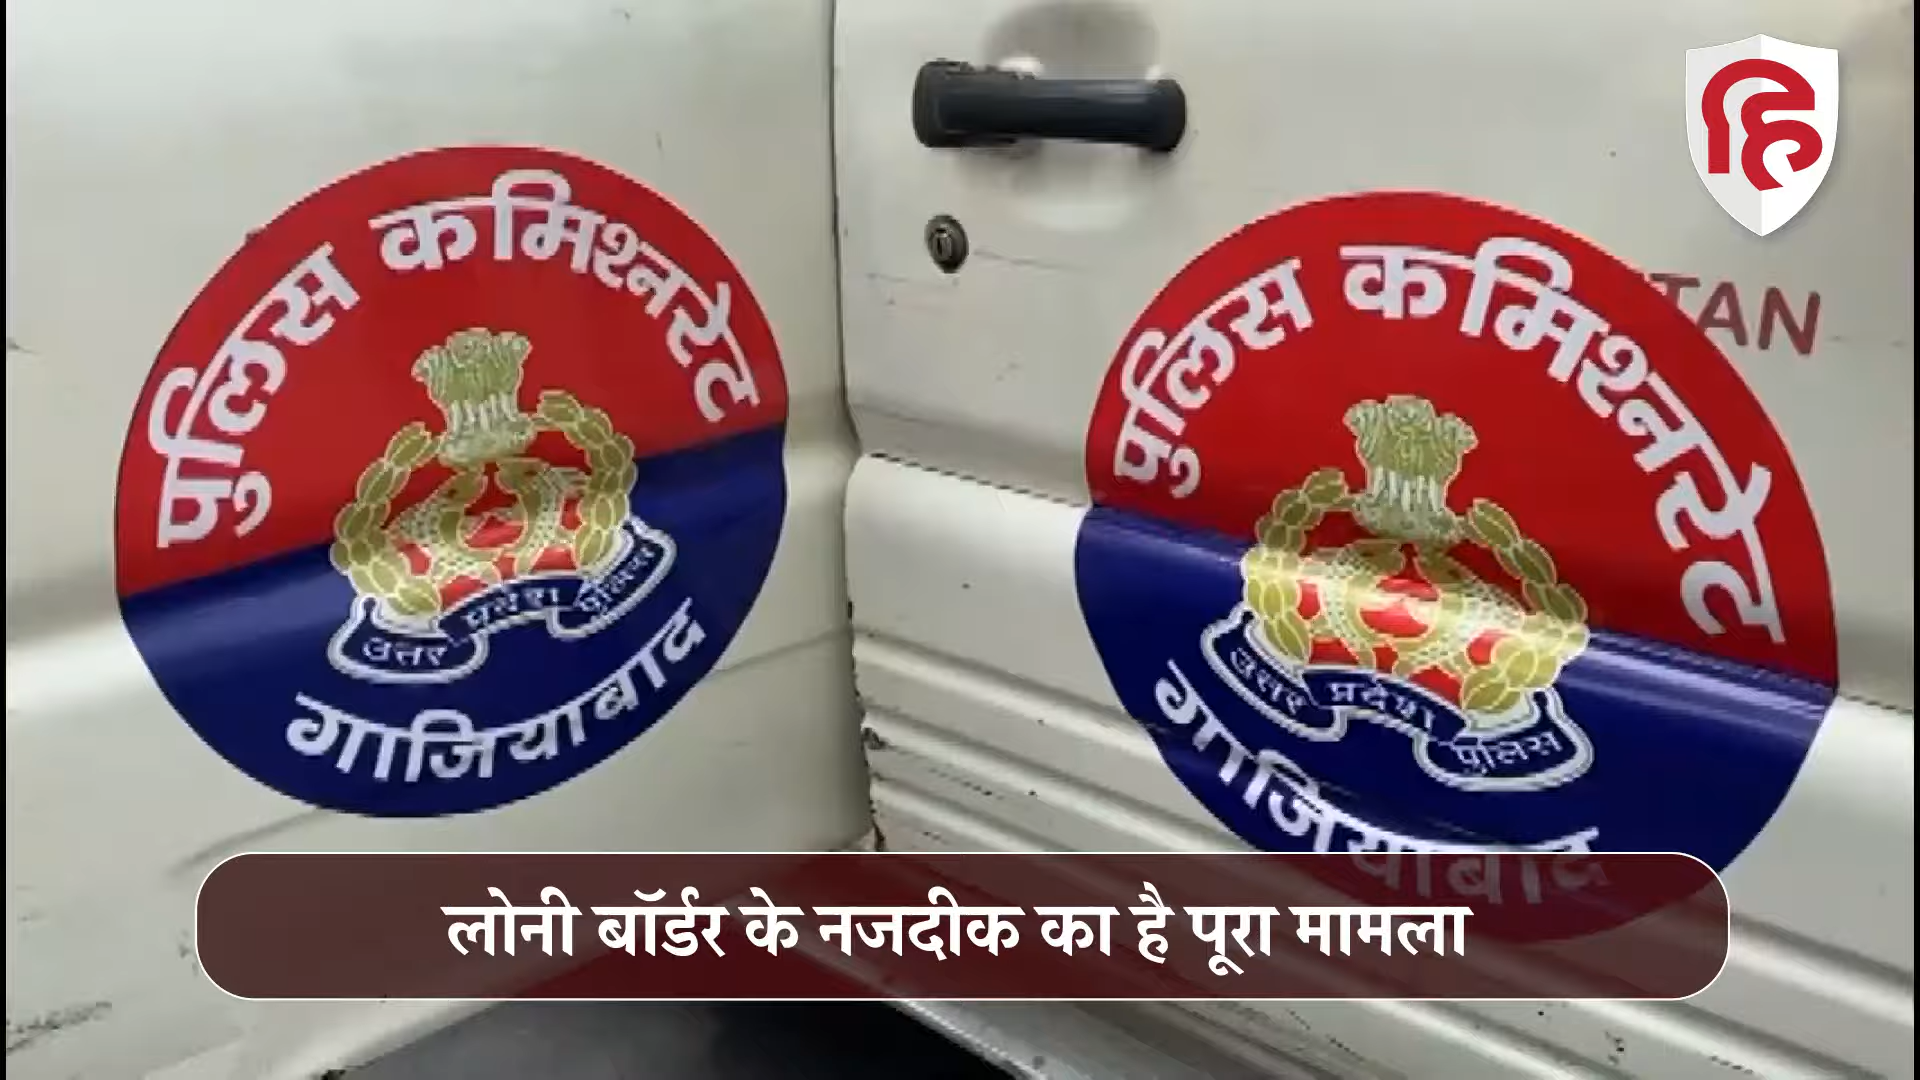 पुलिस कमिश्नरेट
उत्तर प्रदेश पुलिस
गाजियाबाद
हि
TAN
पुलिस कमिश्नरेट
उत्तर प्रदेश पुलिस
गाजियाबाद
लोनी बॉर्डर के नजदीक का है पूरा मामला